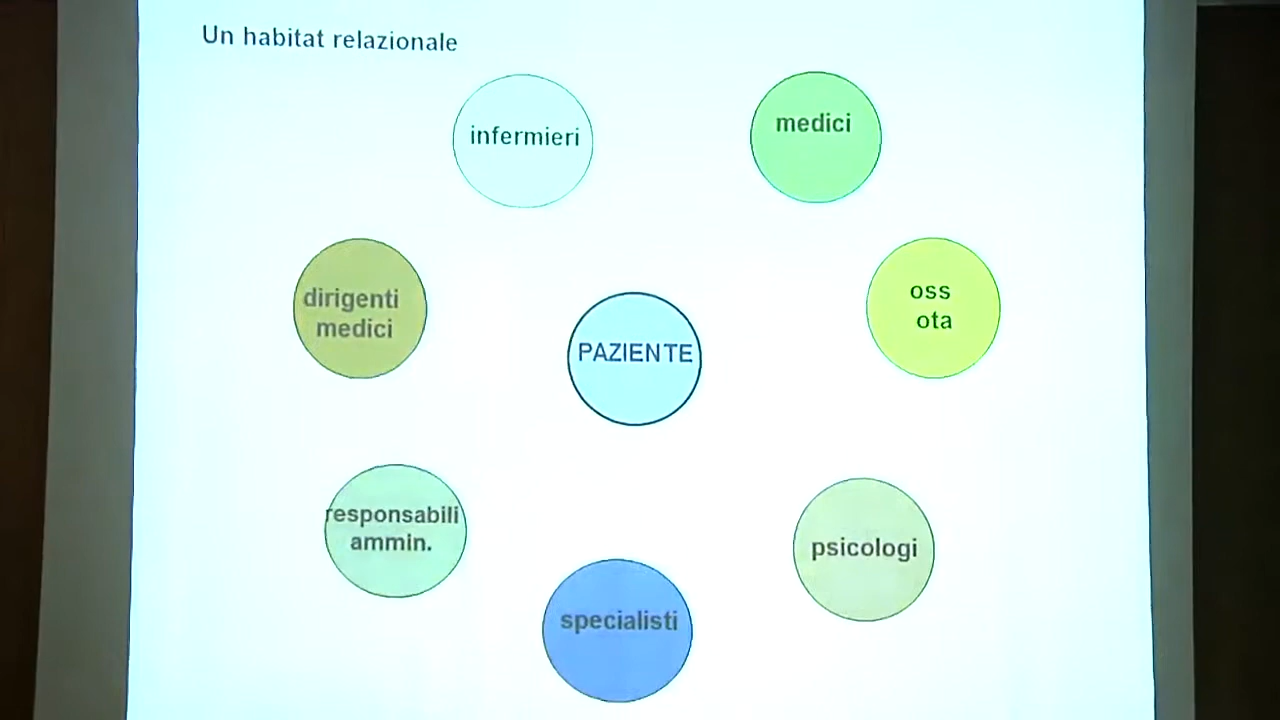 Un habitat relazionale
infermieri
medici
dirigenti
medici
oss
ota
PAZIENTE
responsabili
ammin.
psicologi
specialisti